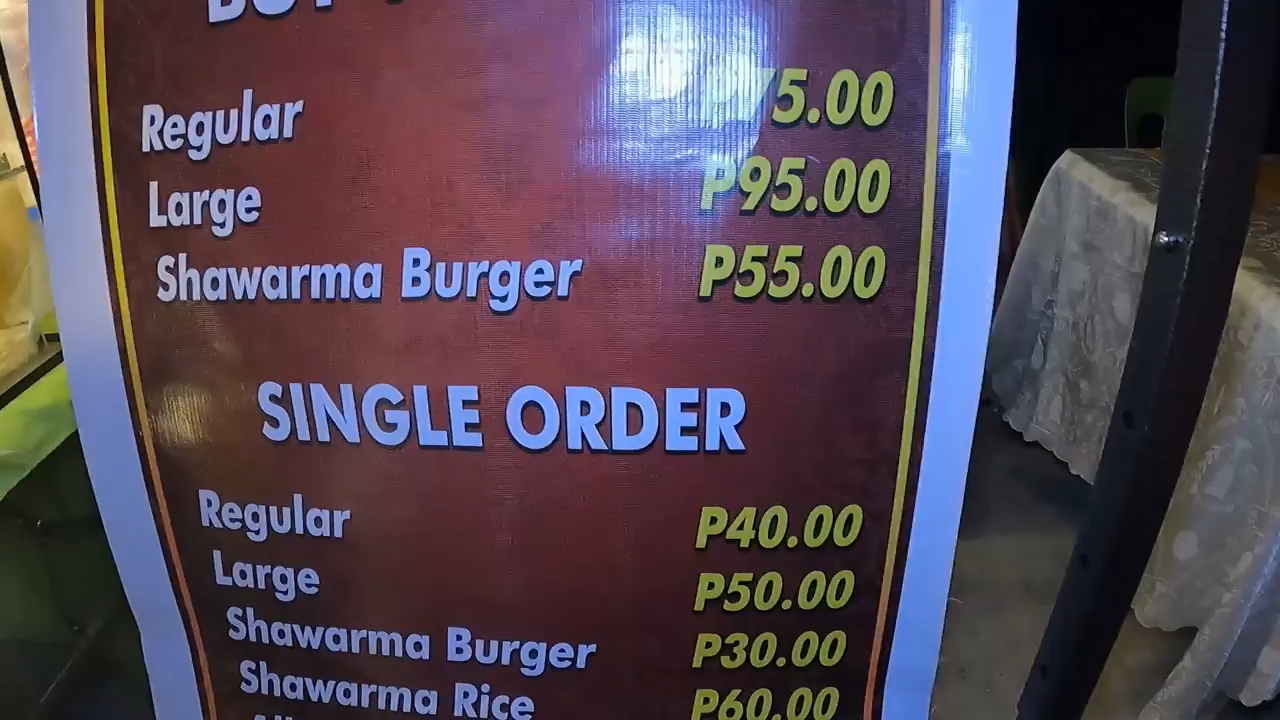 Regular P75.00
Large P95.00
Shawarma Burger P55.00
SINGLE ORDER
Regular P40.00
Large P50.00
Shawarma Burger P30.00
Shawarma Rice P60.00